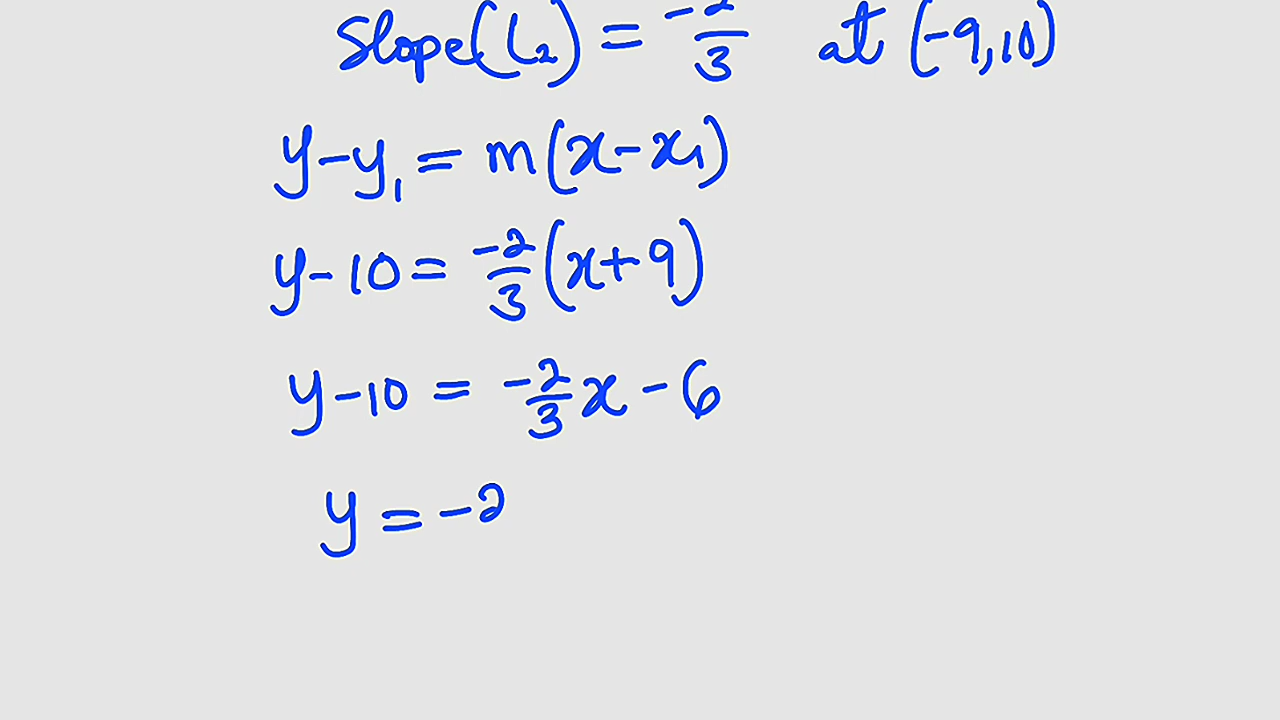 Slope(L₂) = -2/3 at (-9,10)
y-y₁ = m(x-x₁)
y-10 = -2/3(x+9)
y-10 = -2/3x-6
y = -2